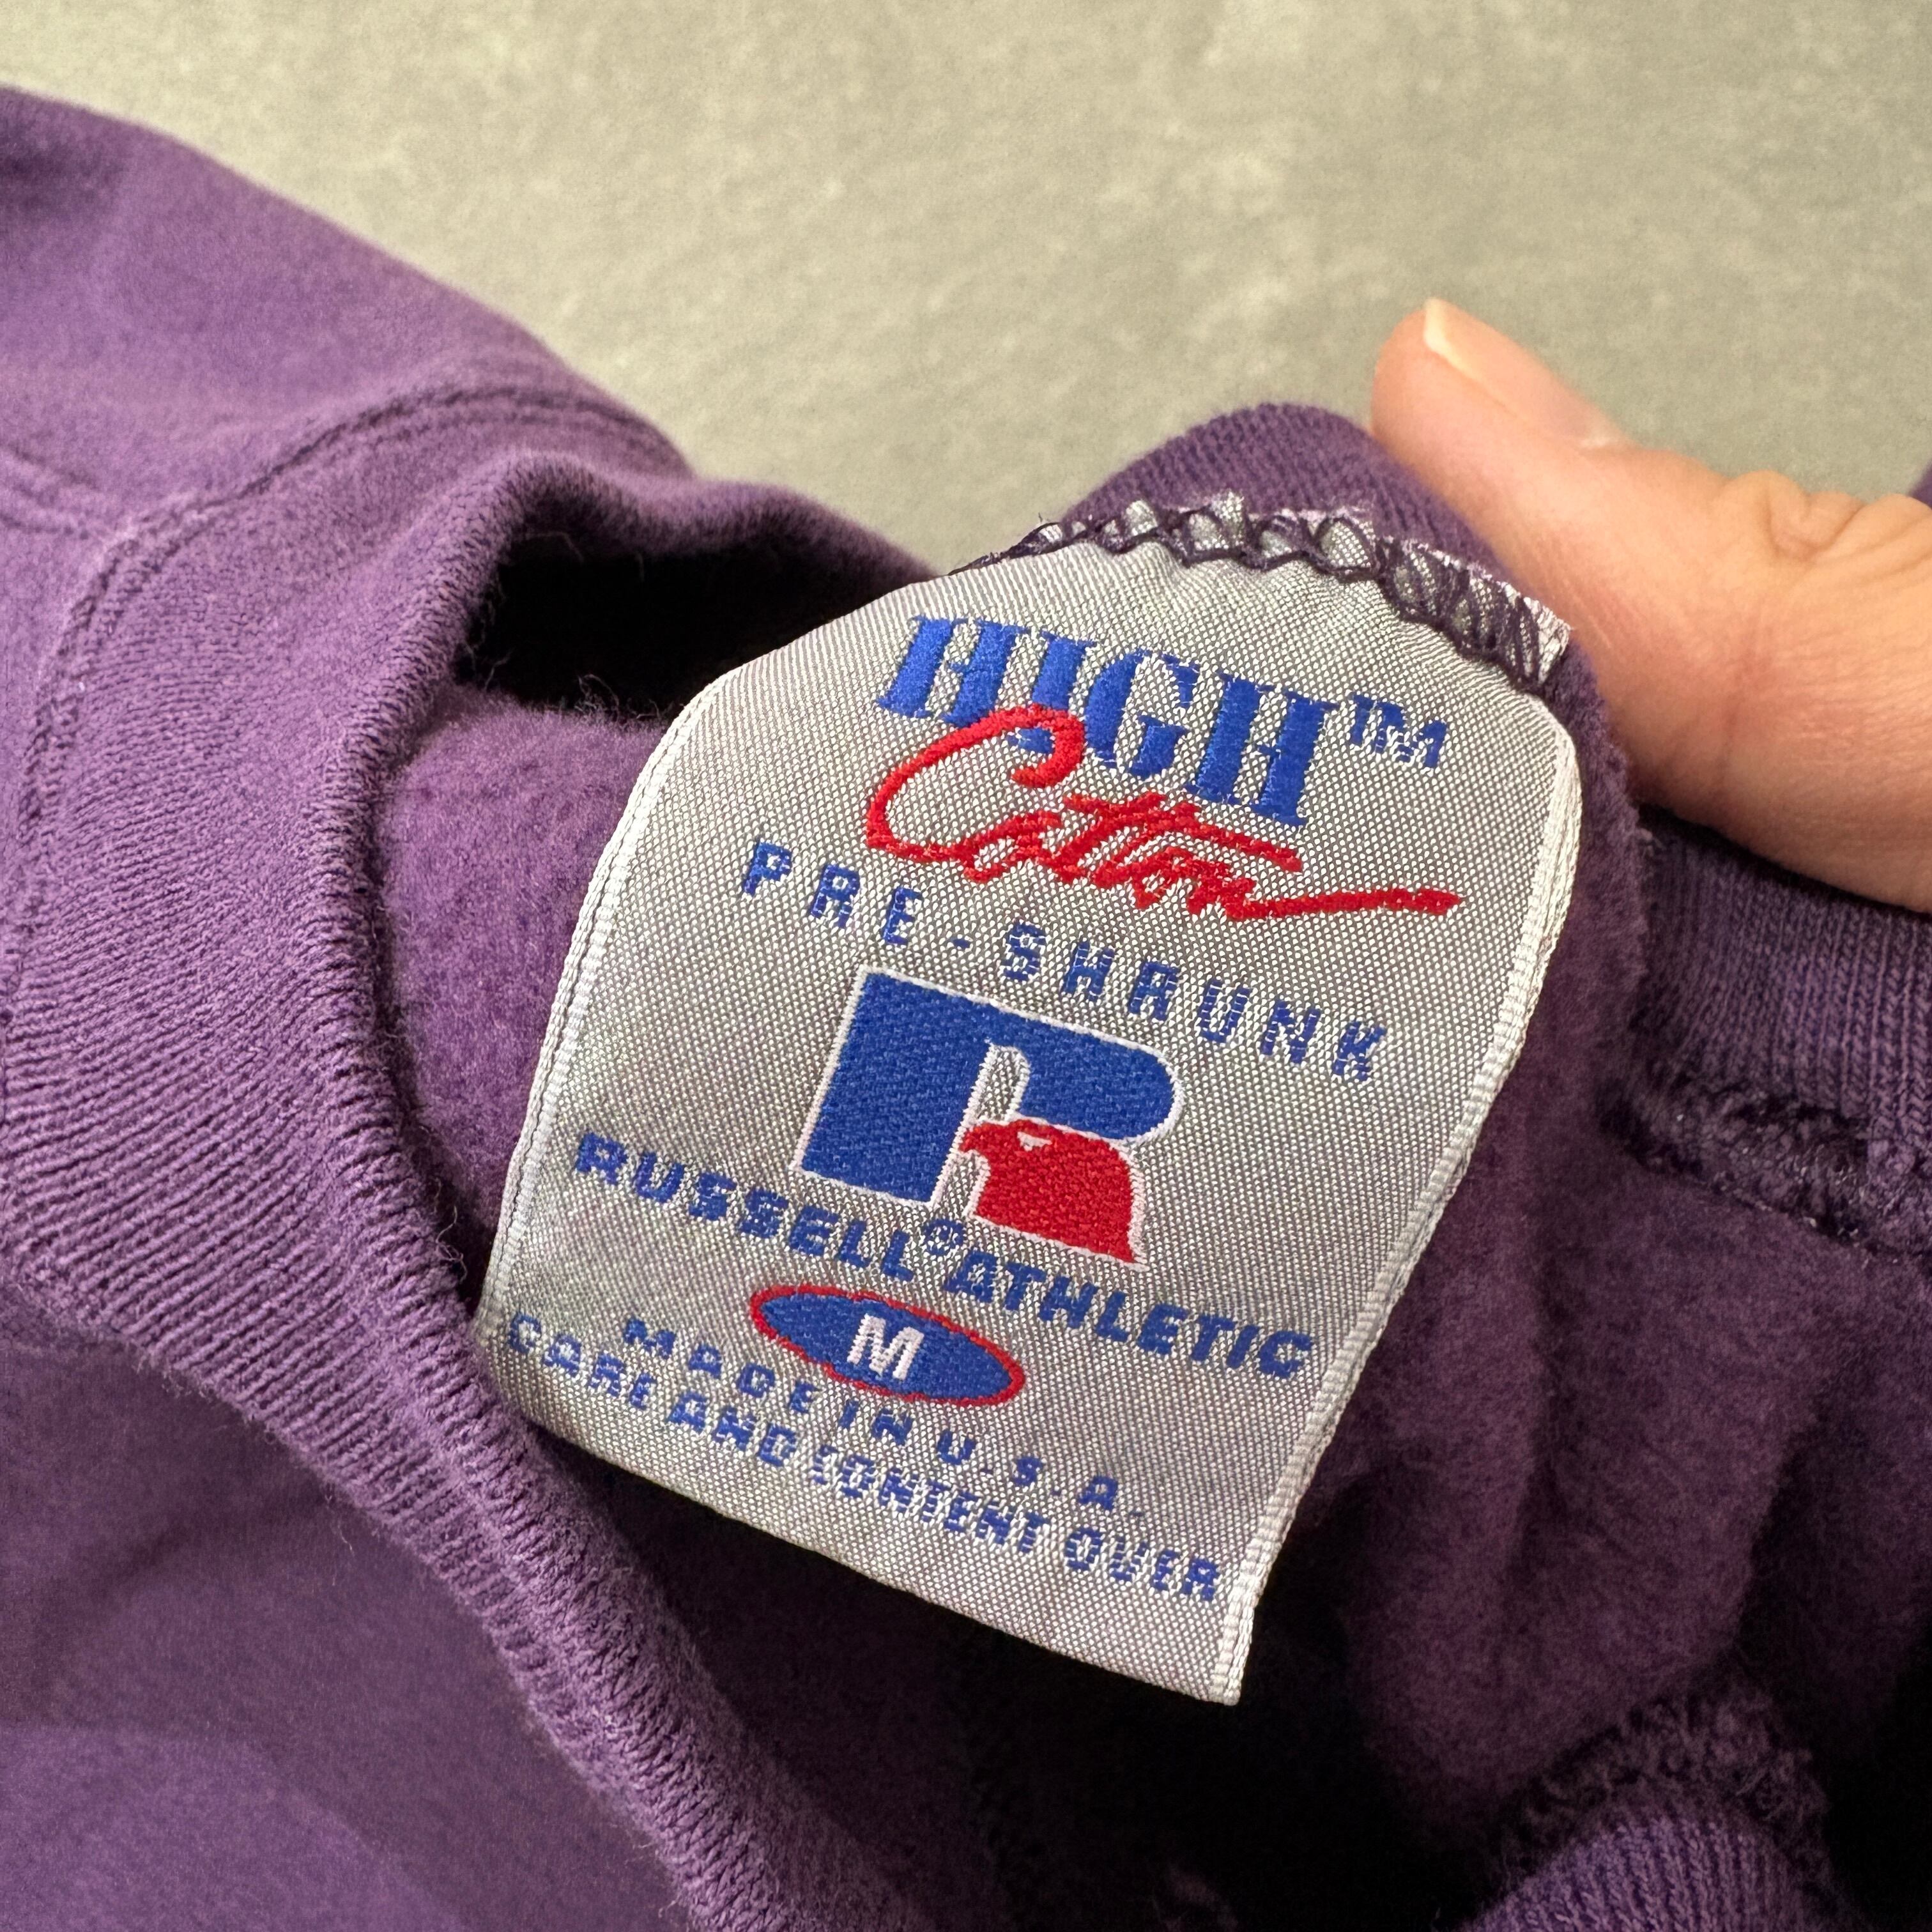 HIGH™
Cotton
PRE-SHRUNK
R
RUSSELL® ATHLETIC
M
MADE IN U.S.A.
CARE AND CONTENT OVER